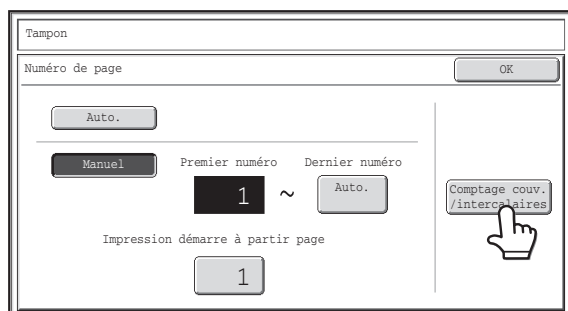 Tampon
Numéro de page
OK
Auto.
Manuel
Premier numéro
Dernier numéro
1
~
Auto.
Comptage couv.
/intercalaires
Impression démarre à partir page
1